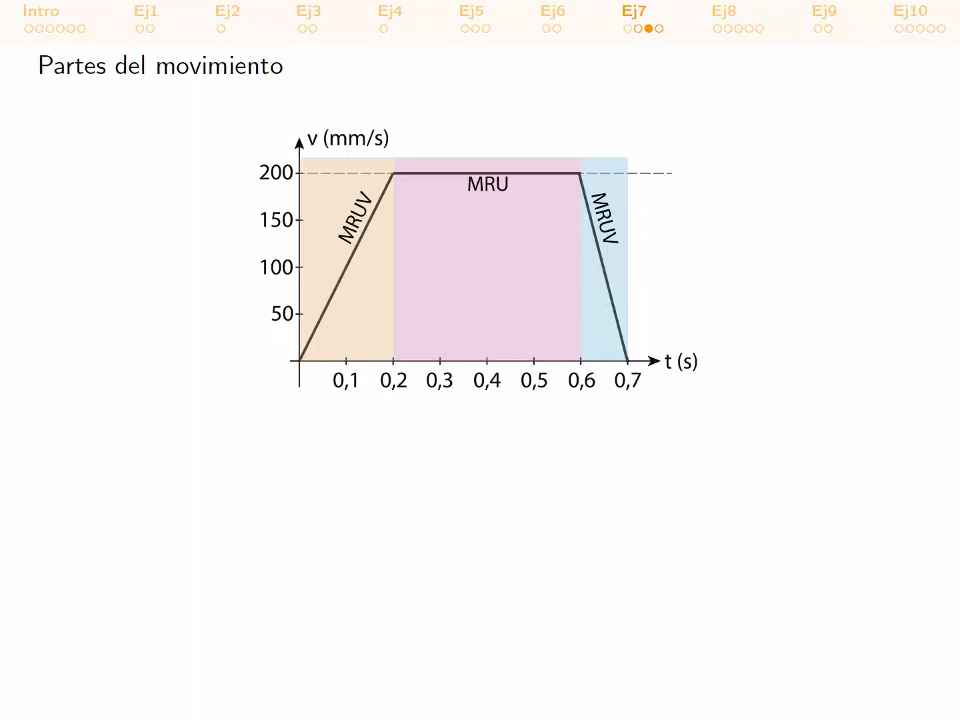 Intro Ej1 Ej2 Ej3 Ej4 Ej5 Ej6 Ej7 Ej8 Ej9 Ej10
Partes del movimiento
v (mm/s)
200
MRU
MRUV
MRUV
150
100
50
t (s)
0,1 0,2 0,3 0,4 0,5 0,6 0,7